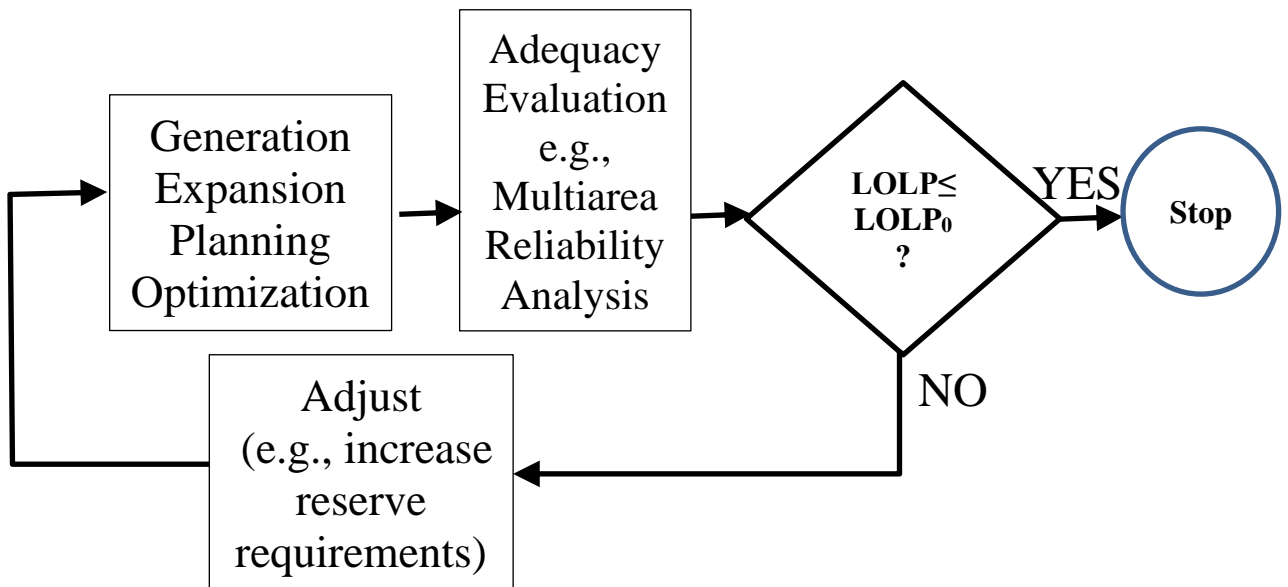 Generation
Expansion
Planning
Optimization
Adequacy
Evaluation
e.g.,
Multiarea
Reliability
Analysis
LOLP≤
LOLP₀
?
YES
Stop
NO
Adjust
(e.g., increase
reserve
requirements)